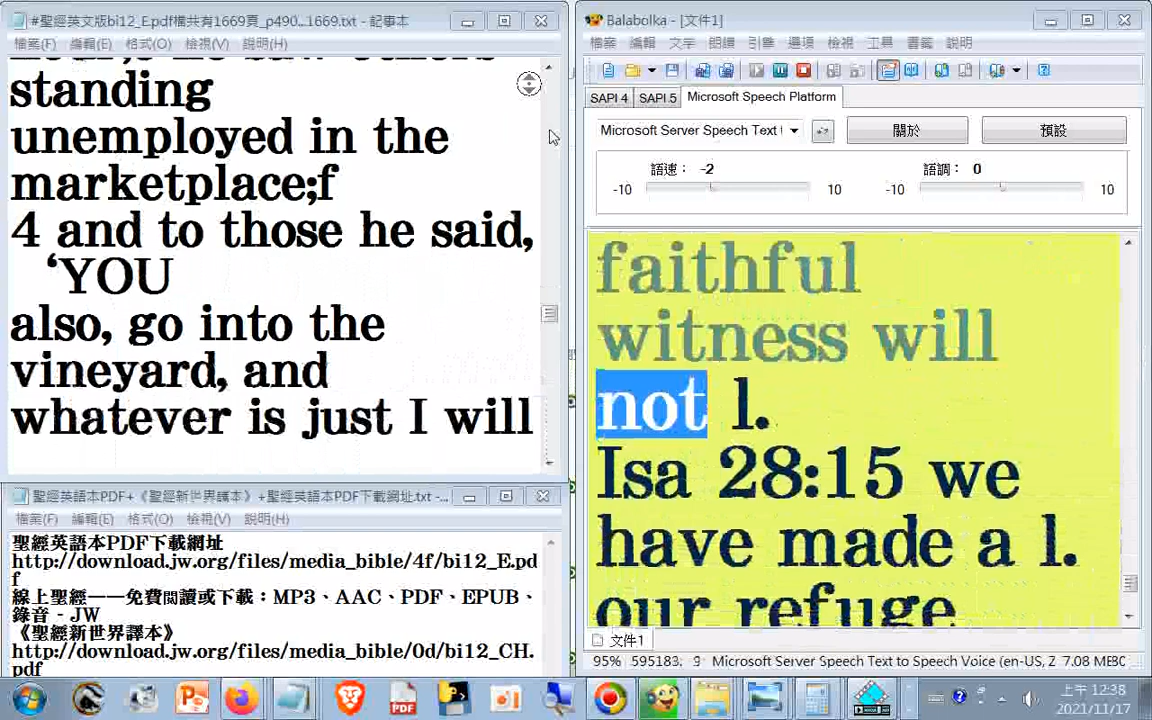 #聖經英文版bi12_E.pdf檔共有1669頁_p490...1669.txt - 記事本
檔案(F) 編輯(E) 格式(O) 檢視(V) 說明(H)
standing
unemployed in the
marketplace;f
4 and to those he said,
‘YOU
also, go into the
vineyard, and
whatever is just I will
聖經英語本PDF+《聖經新世界譯本》+聖經英語本PDF下載網址.txt - ...
檔案(F) 編輯(E) 格式(O) 檢視(V) 說明(H)
聖經英語本PDF下載網址
http://download.jw.org/files/media_bible/4f/bi12_E.pd
f
線上聖經——免費閱讀或下載：MP3、AAC、PDF、EPUB、
錄音 - JW
《聖經新世界譯本》
http://download.jw.org/files/media_bible/0d/bi12_CH.
pdf
Balabolka - [文件1]
檔案 編輯 文字 朗讀 引擎 選項 檢視 工具 書籤 說明
SAPI 4 SAPI 5 Microsoft Speech Platform
Microsoft Server Speech Text 關於 預設
語速： -2 語調： 0
-10 10 -10 10
faithful
witness will
not l.
Isa 28:15 we
have made a l.
our refuge
文件1
95% 595183. Microsoft Server Speech Text to Speech Voice (en-US, Z 7.08 МЕВС
上午 12:38
2021/11/17